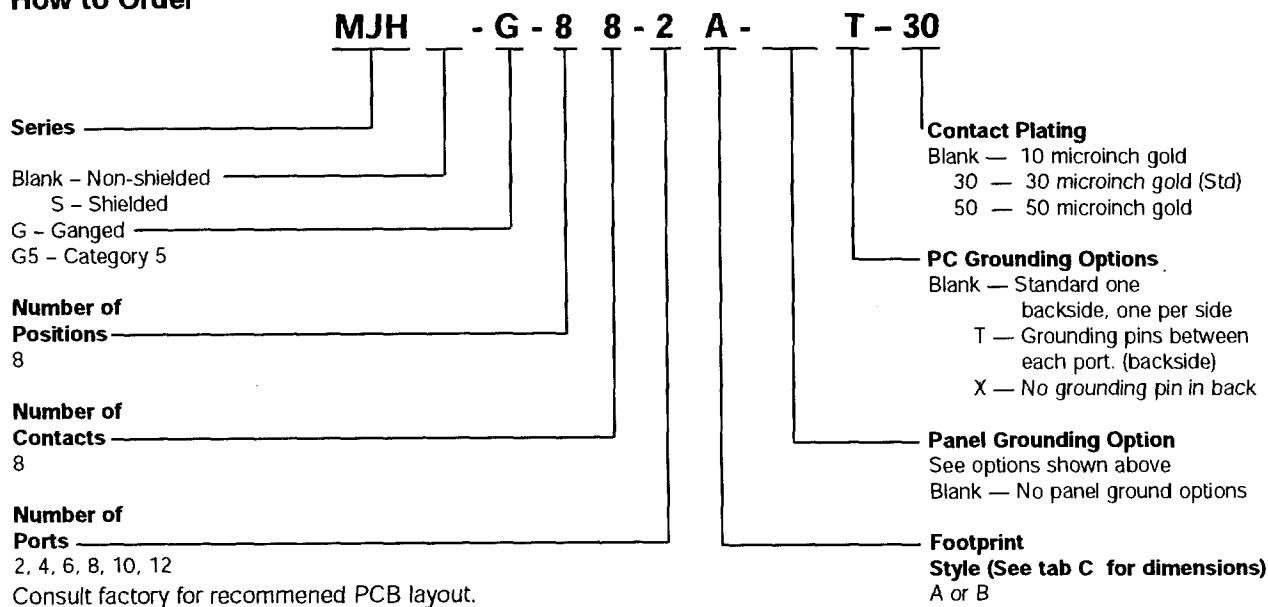 How to Order
MJH - G - 8 8 - 2 A - T – 30
Series
Blank – Non-shielded
S – Shielded
G – Ganged
G5 – Category 5
Number of
Positions
8
Number of
Contacts
8
Number of
Ports
2, 4, 6, 8, 10, 12
Consult factory for recommened PCB layout.
Contact Plating
Blank — 10 microinch gold
30 — 30 microinch gold (Std)
50 — 50 microinch gold
PC Grounding Options
Blank — Standard one
backside, one per side
T — Grounding pins between
each port. (backside)
X — No grounding pin in back
Panel Grounding Option
See options shown above
Blank — No panel ground options
Footprint
Style (See tab C for dimensions)
A or B